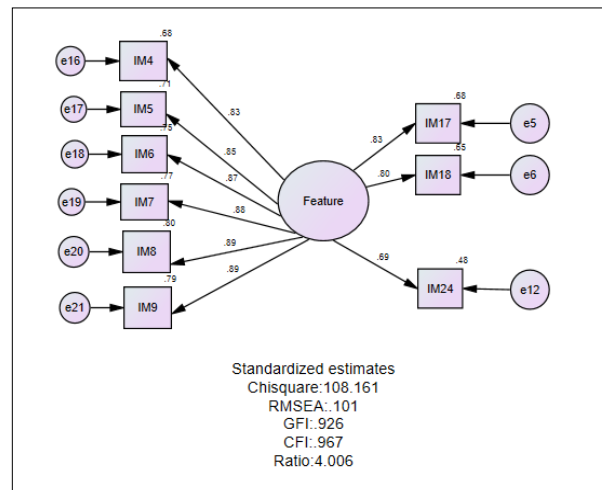 .68
e16
IM4
.71
e17
IM5
.75
e18
IM6
.77
e19
IM7
.80
e20
IM8
.79
e21
IM9
.83
.85
.87
.88
.89
.89
Feature
.83
.80
.69
.68
IM17
e5
.65
IM18
e6
.48
IM24
e12
Standardized estimates
Chisquare:108.161
RMSEA:.101
GFI:.926
CFI:.967
Ratio:4.006